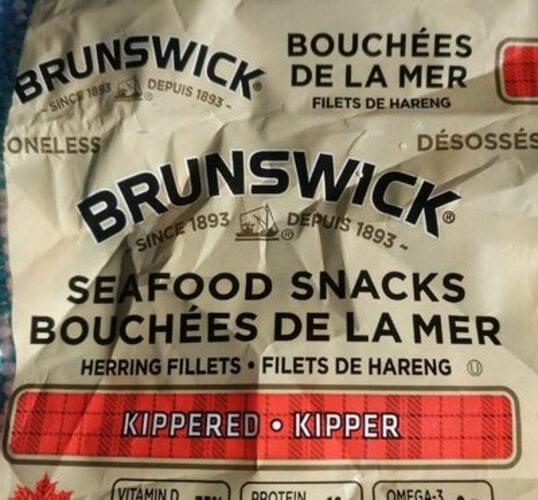 BRUNSWICK®
SINCE 1893 ® DEPUIS 1893
BOUCHÉES
DE LA MER
FILETS DE HARENG
ONELESS
DÉSOSSÉS
BRUNSWICK®
SINCE 1893 ® DEPUIS 1893
SEAFOOD SNACKS
BOUCHÉES DE LA MER
HERRING FILLETS • FILETS DE HARENG Ⓤ
KIPPERED • KIPPER
VITAMIN D
PROTEIN
OMEGA-3